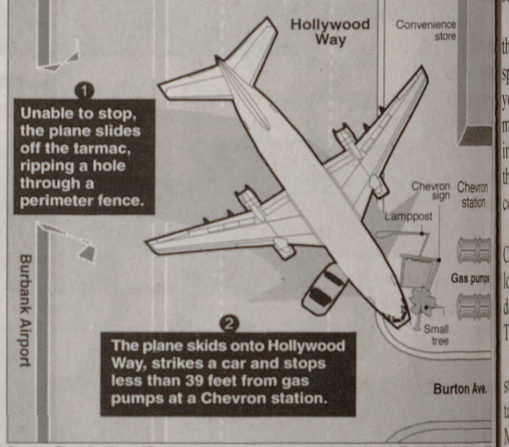 Hollywood
Way
Convenience
store
1
Unable to stop,
the plane slides
off the tarmac,
ripping a hole
through a
perimeter fence.
Chevron
sign
Chevron
station
Lamppost
Gas pumps
Small
tree
Burbank Airport
2
The plane skids onto Hollywood
Way, strikes a car and stops
less than 39 feet from gas
pumps at a Chevron station.
Burton Ave.